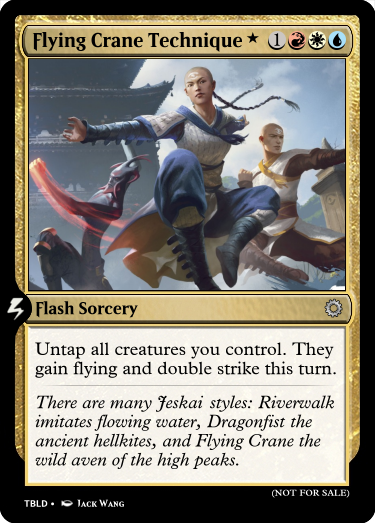 Flying Crane Technique ★ 1
Flash Sorcery
Untap all creatures you control. They
gain flying and double strike this turn.
There are many Jeskai styles: Riverwalk
imitates flowing water, Dragonfist the
ancient hellkites, and Flying Crane the
wild aven of the high peaks.
(NOT FOR SALE)
TBLD • Jack Wang